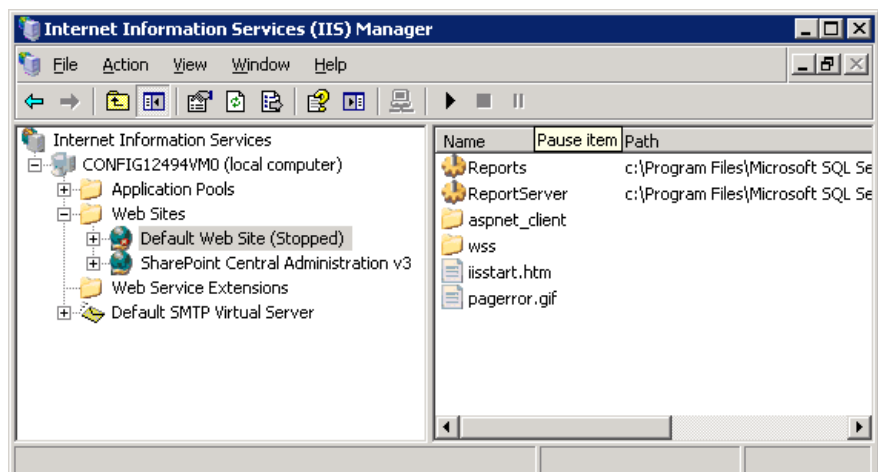 Internet Information Services (IIS) Manager
File Action View Window Help
Internet Information Services
CONFIG12494VM0 (local computer)
Application Pools
Web Sites
Default Web Site (Stopped)
SharePoint Central Administration v3
Web Service Extensions
Default SMTP Virtual Server
Name Pause item Path
Reports c:\Program Files\Microsoft SQL Se
ReportServer c:\Program Files\Microsoft SQL Se
aspnet_client
wss
iisstart.htm
pagerror.gif